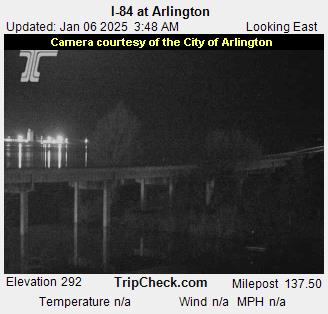 I-84 at Arlington
Updated: Jan 06 2025 3:48 AM Looking East
Camera courtesy of the City of Arlington
Elevation 292 TripCheck.com Milepost 137.50
Temperature n/a Wind n/a MPH n/a